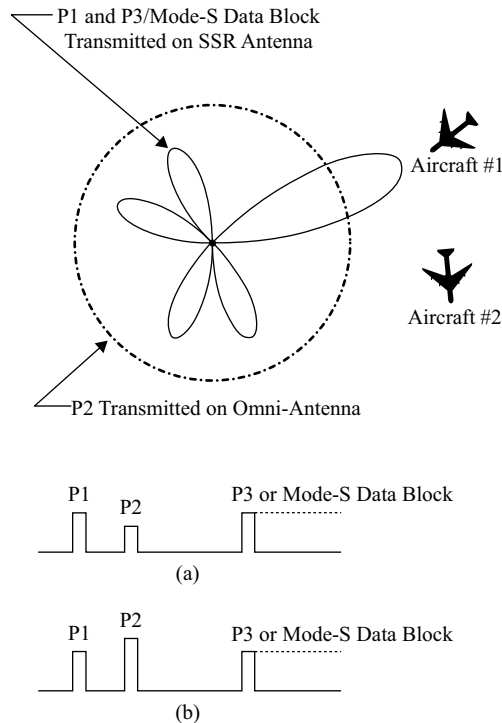 P1 and P3/Mode-S Data Block
Transmitted on SSR Antenna
Aircraft #1
Aircraft #2
P2 Transmitted on Omni-Antenna
P1
P2
P3 or Mode-S Data Block
(a)
P1
P2
P3 or Mode-S Data Block
(b)